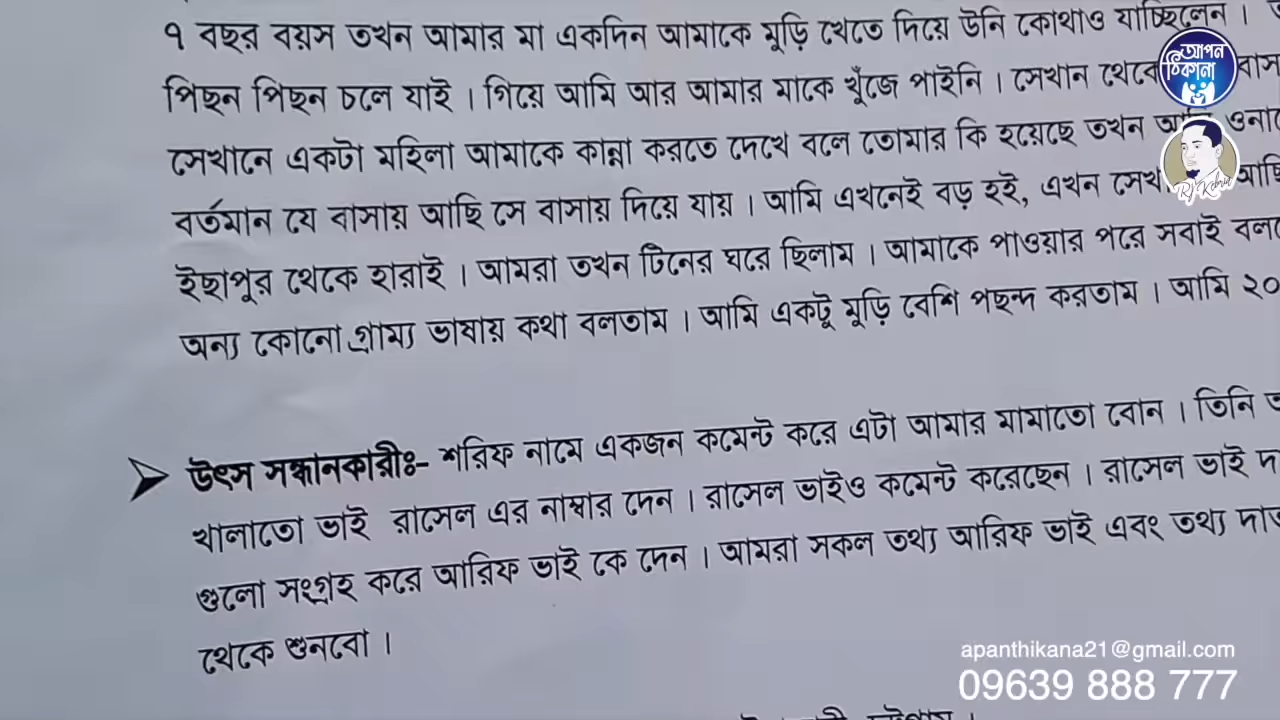 ৭ বছর বয়স তখন আমার মা একদিন আমাকে মুড়ি খেতে দিয়ে উনি কোথাও যাচ্ছিলেন।
পিছন পিছন চলে যাই। গিয়ে আমি আর আমার মাকে খুঁজে পাইনি। সেখান থেকে
সেখানে একটা মহিলা আমাকে কান্না করতে দেখে বলে তোমার কি হয়েছে তখন
বর্তমান যে বাসায় আছি সে বাসায় দিয়ে যায়। আমি এখনেই বড় হই, এখন
ইছাপুর থেকে হারাই। আমরা তখন টিনের ঘরে ছিলাম। আমাকে পাওয়ার পরে সবাই
অন্য কোনো গ্রাম্য ভাষায় কথা বলতাম। আমি একটু মুড়ি বেশি পছন্দ করতাম। আমি ২০
উৎস সন্ধানকারীঃ- শরিফ নামে একজন কমেন্ট করে এটা আমার মামাতো বোন। তিনি
খালাতো ভাই রাসেল এর নাম্বার দেন। রাসেল ভাইও কমেন্ট করেছেন। রাসেল ভাই
গুলো সংগ্রহ করে আরিফ ভাই কে দেন। আমরা সকল তথ্য আরিফ ভাই এবং তথ্য
থেকে শুনবো।
আপন
ঠিকানা
Rj Kebria
apanthikana21@gmail.com
09639 888 777